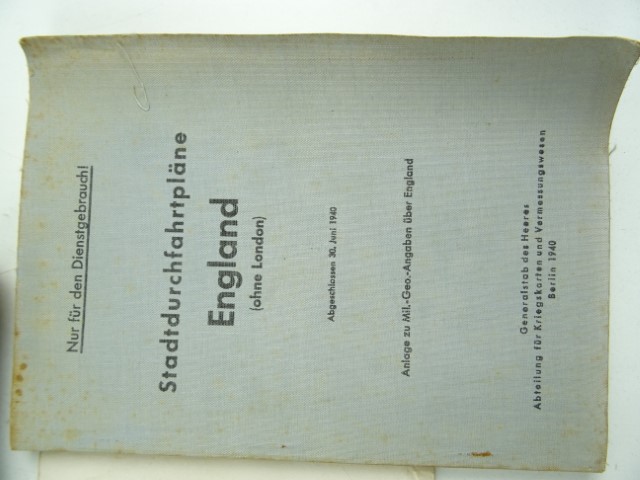 Nur für den Dienstgebrauch!
Stadtdurchfahrtpläne
England
(ohne London)
Abgeschlossen 30. Juni 1940
Anlage zu Mil.-Geo.-Angaben über England
Generalstab des Heeres
Abteilung für Kriegskarten und Vermessungswesen
Berlin 1940